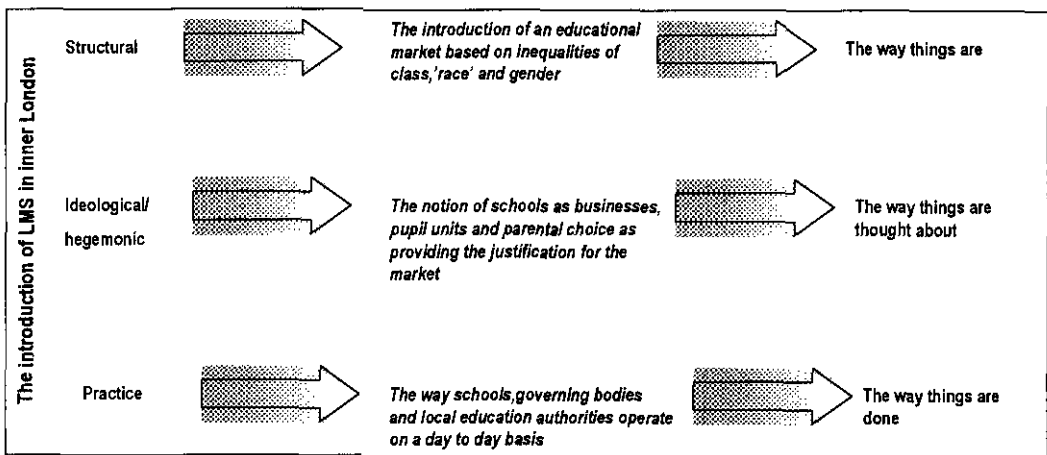 The introduction of LMS in inner London
Structural
The introduction of an educational
market based on inequalities of
class,'race' and gender
The way things are
Ideological/
hegemonic
The notion of schools as businesses,
pupil units and parental choice as
providing the justification for the
market
The way things are
thought about
Practice
The way schools,governing bodies
and local education authorities operate
on a day to day basis
The way things are
done